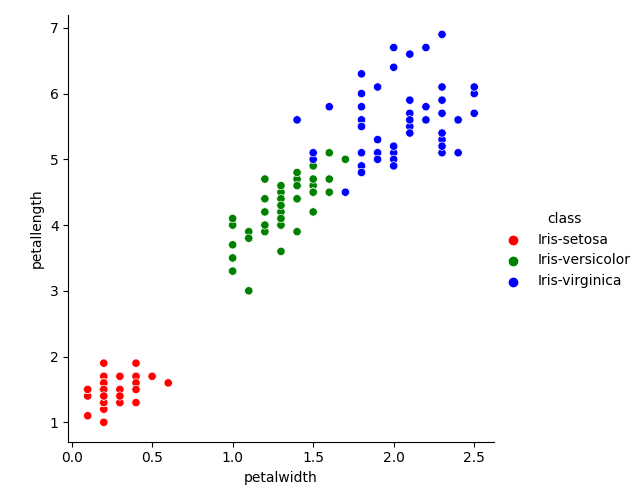 7
6
5
4
3
2
1
petallength
0.0 0.5 1.0 1.5 2.0 2.5
petalwidth
class
Iris-setosa
Iris-versicolor
Iris-virginica